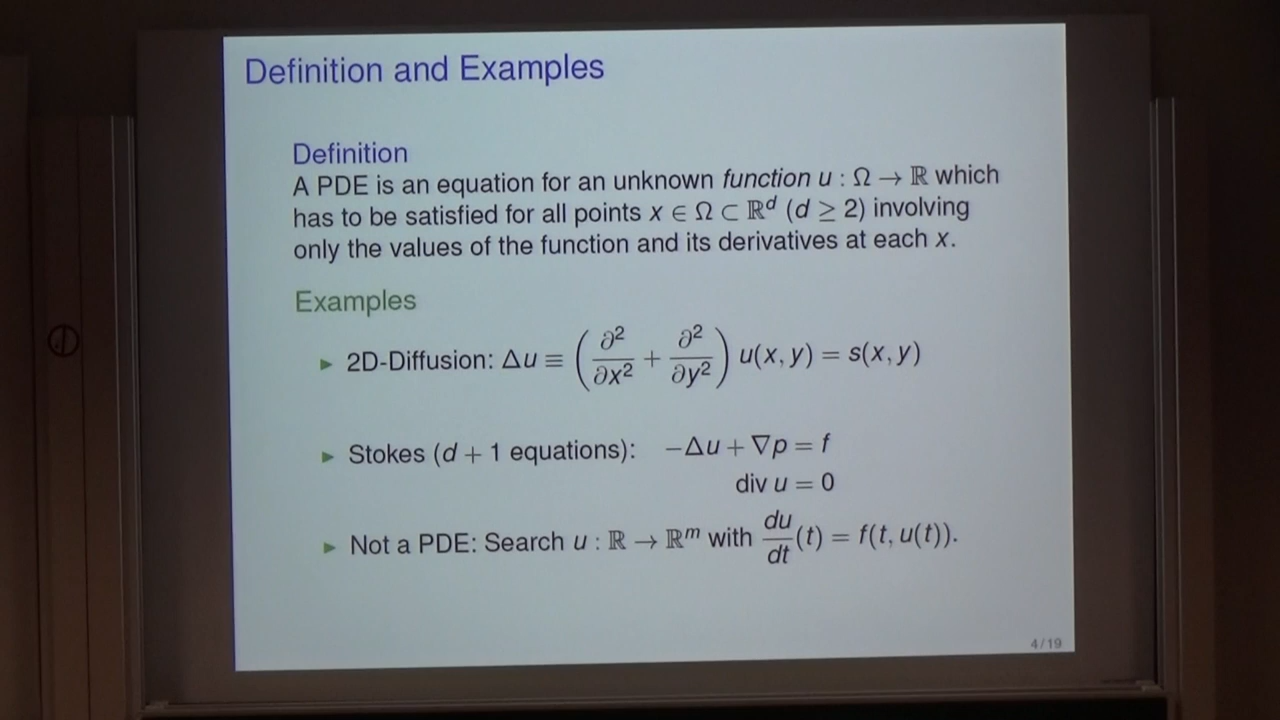 Definition and Examples
Definition
A PDE is an equation for an unknown function u : Ω → ℝ which
has to be satisfied for all points x ∈ Ω ⊂ ℝᵈ (d ≥ 2) involving
only the values of the function and its derivatives at each x.
Examples
▶ 2D-Diffusion: Δu ≡ (∂²/∂x² + ∂²/∂y²) u(x, y) = s(x, y)
▶ Stokes (d + 1 equations): −Δu + ∇p = f
div u = 0
▶ Not a PDE: Search u : ℝ → ℝᵐ with du/dt (t) = f(t, u(t)).
4/19